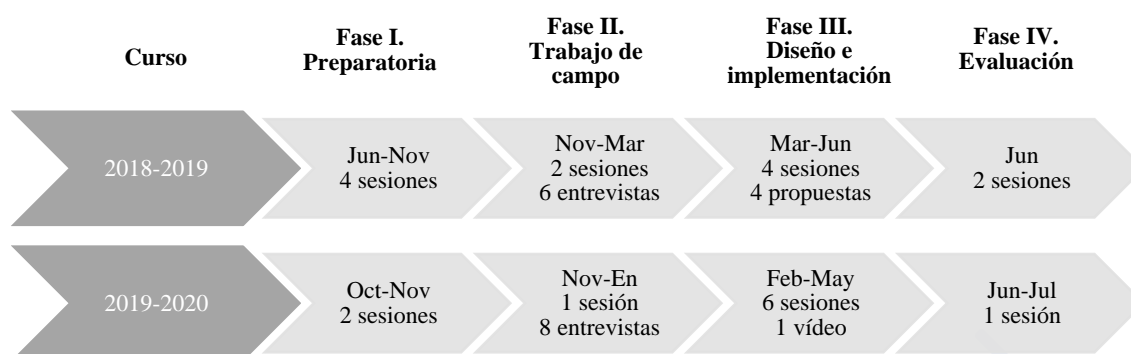 Curso
Fase I.
Preparatoria
Fase II.
Trabajo de
campo
Fase III.
Diseño e
implementación
Fase IV.
Evaluación
2018-2019
Jun-Nov
4 sesiones
Nov-Mar
2 sesiones
6 entrevistas
Mar-Jun
4 sesiones
4 propuestas
Jun
2 sesiones
2019-2020
Oct-Nov
2 sesiones
Nov-En
1 sesión
8 entrevistas
Feb-May
6 sesiones
1 vídeo
Jun-Jul
1 sesión